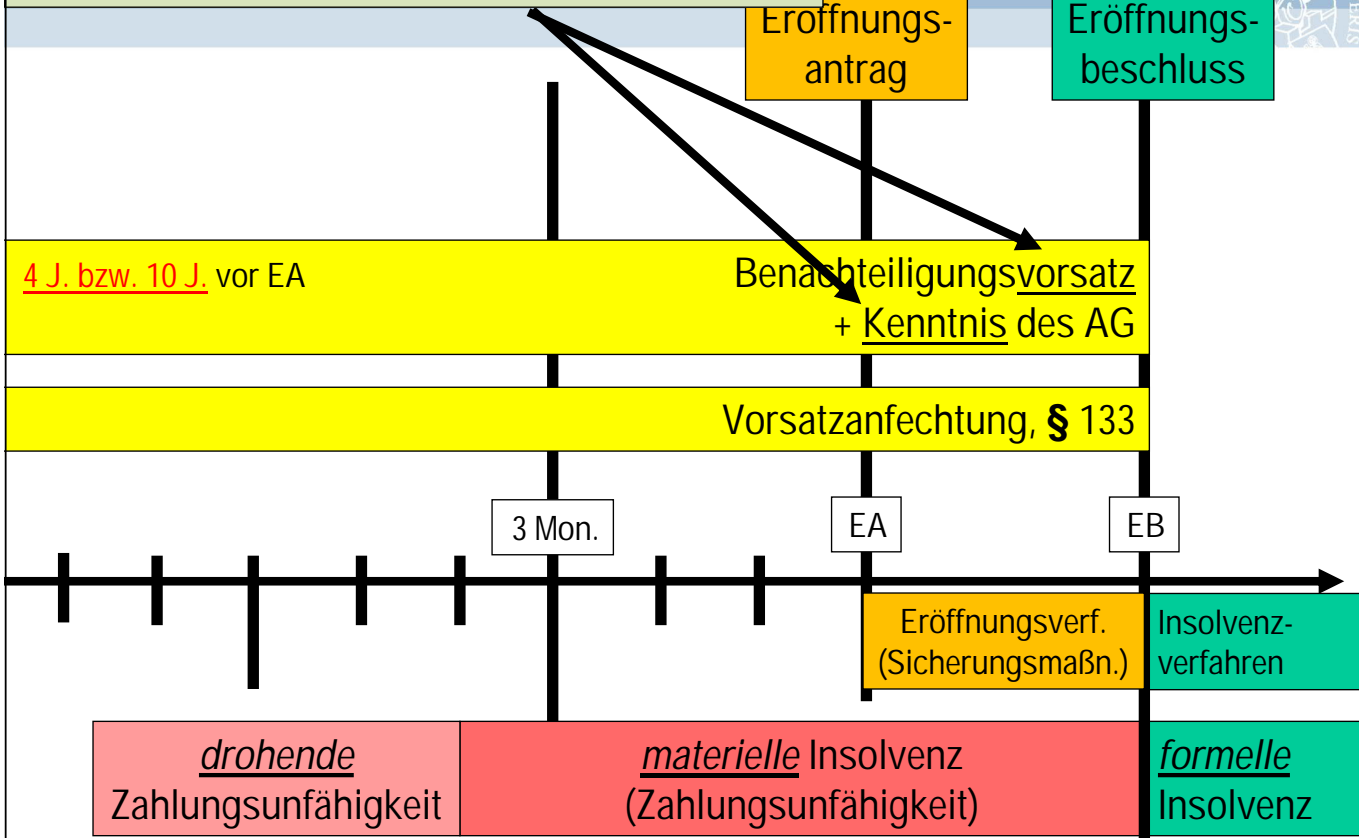 Eröffnungs-
antrag
Eröffnungs-
beschluss
4 J. bzw. 10 J. vor EA
Benachteiligungsvorsatz
+ Kenntnis des AG
Vorsatzanfechtung, § 133
3 Mon.
EA
EB
Eröffnungsverf.
(Sicherungsmaßn.)
Insolvenz-
verfahren
drohende
Zahlungsunfähigkeit
materielle Insolvenz
(Zahlungsunfähigkeit)
formelle
Insolvenz